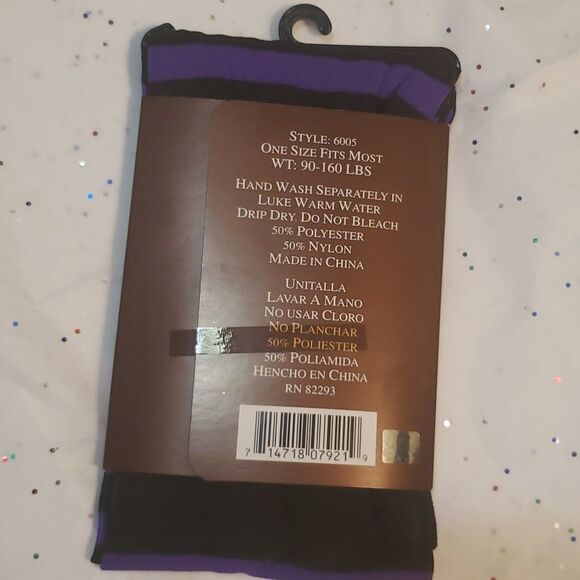 STYLE: 6005
ONE SIZE FITS MOST
WT: 90-160 LBS
HAND WASH SEPARATELY IN
LUKE WARM WATER
DRIP DRY. DO NOT BLEACH
50% POLYESTER
50% NYLON
MADE IN CHINA
UNITALLA
LAVAR A MANO
NO USAR CLORO
NO PLANCHAR
50% POLIESTER
50% POLIAMIDA
HENCHO EN CHINA
RN 82293
7 14718 07921 9